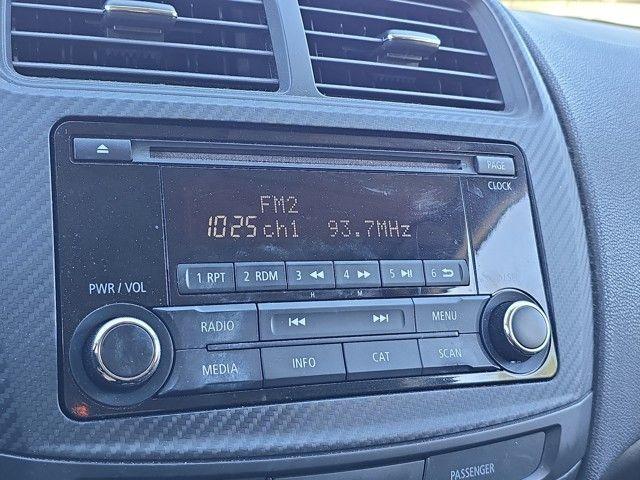 PAGE
CLOCK
FM2
1025 ch1 93.7MHz
1 RPT 2 RDM 3 4 5 6
H M
PWR / VOL
RADIO MENU
MEDIA INFO CAT SCAN
PASSENGER